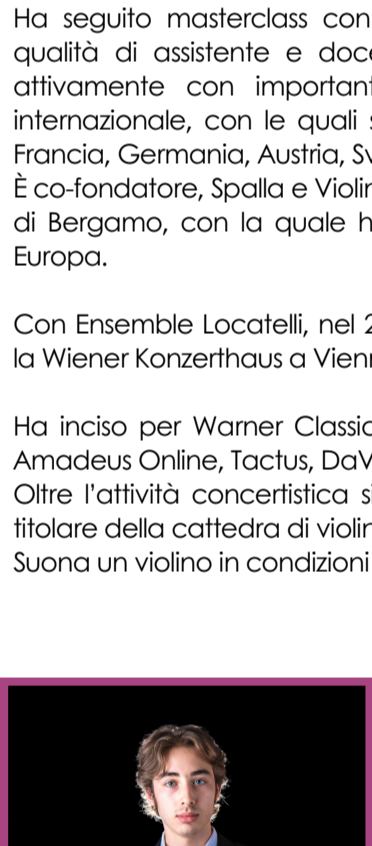 Ha seguito masterclass con
qualità di assistente e doc
attivamente con important
internazionale, con le quali
Francia, Germania, Austria, Sv
È co-fondatore, Spalla e Violin
di Bergamo, con la quale h
Europa.
Con Ensemble Locatelli, nel 2
la Wiener Konzerthaus a Vien
Ha inciso per Warner Classic
Amadeus Online, Tactus, DaV
Oltre l'attività concertistica si
titolare della cattedra di violin
Suona un violino in condizioni